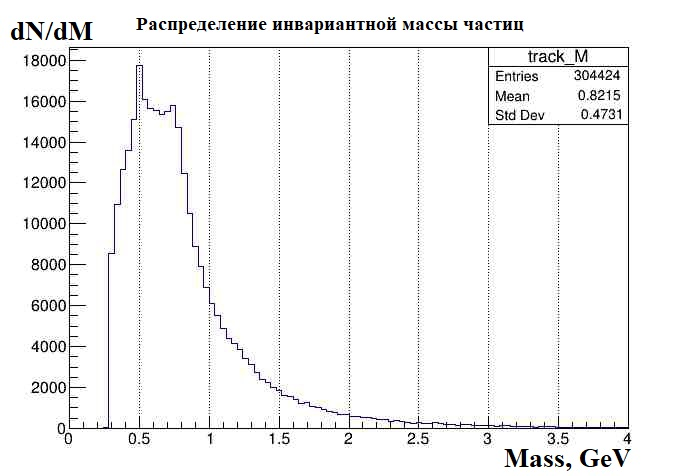 Распределение инвариантной массы частиц
dN/dM
track_M
Entries 304424
Mean 0.8215
Std Dev 0.4731
18000
16000
14000
12000
10000
8000
6000
4000
2000
0
0 0.5 1 1.5 2 2.5 3 3.5 4
Mass, GeV